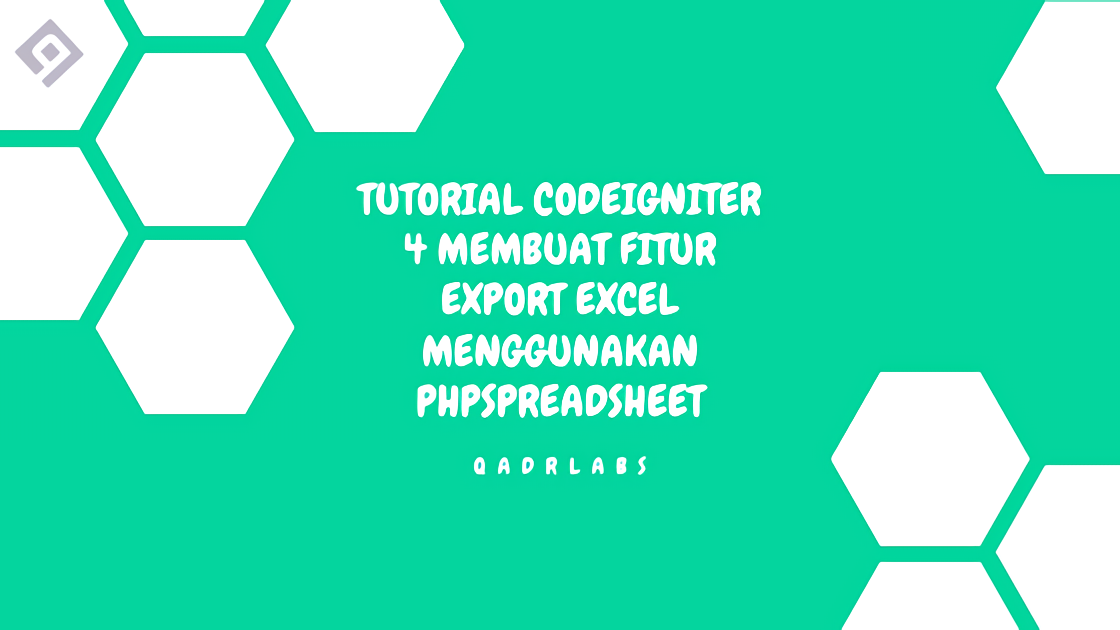 TUTORIAL CODEIGNITER
4 MEMBUAT FITUR
EXPORT EXCEL
MENGGUNAKAN
PHPSPREADSHEET
QADRLABS